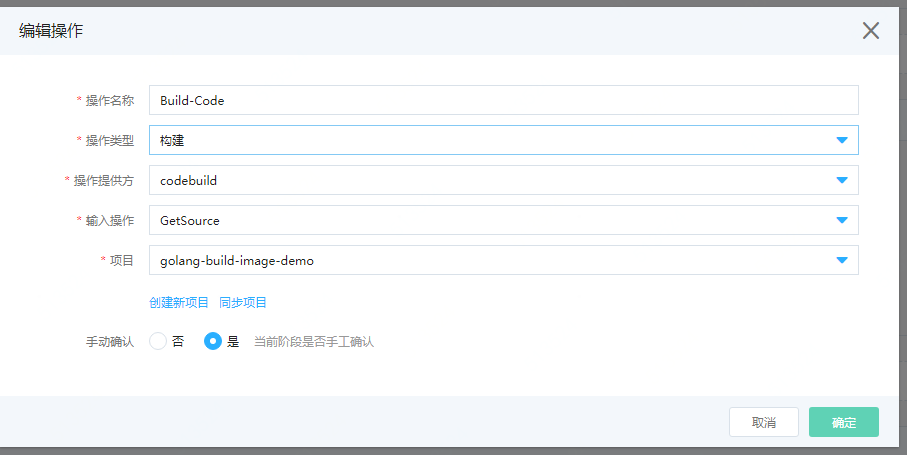 编辑操作
* 操作名称 Build-Code
* 操作类型 构建
* 操作提供方 codebuild
* 输入操作 GetSource
* 项目 golang-build-image-demo
创建新项目 同步项目
手动确认 否 是 当前阶段是否手工确认
取消 确定